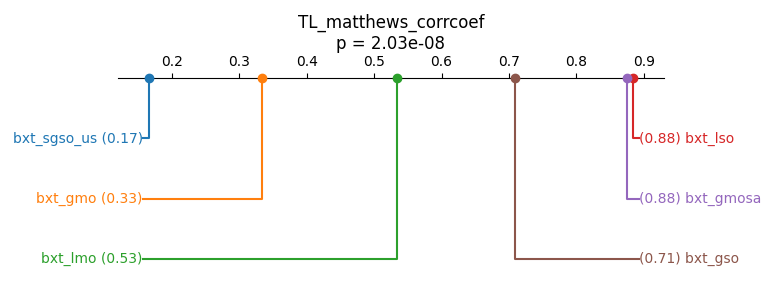 TL_matthews_corrcoef
p = 2.03e-08
0.2 0.3 0.4 0.5 0.6 0.7 0.8 0.9
bxt_sgso_us (0.17) (0.88) bxt_lso
bxt_gmo (0.33) (0.88) bxt_gmosa
bxt_lmo (0.53) (0.71) bxt_gso